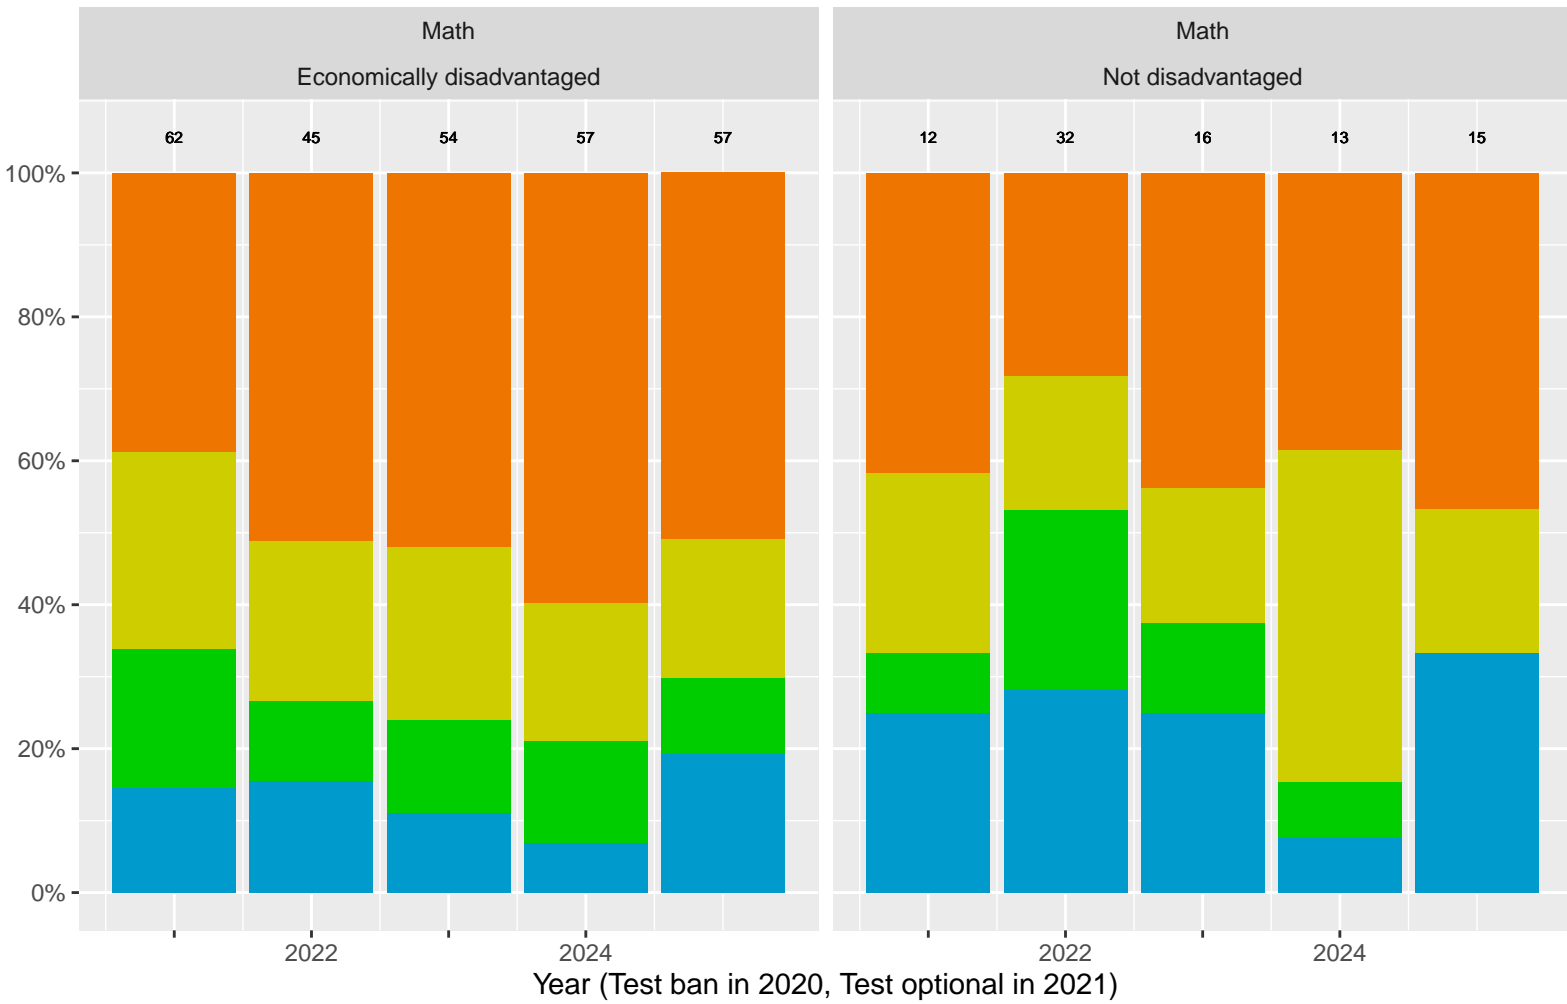 Math
Economically disadvantaged
Math
Not disadvantaged
62 45 54 57 57
12 32 16 13 15
100%
80%
60%
40%
20%
0%
2022 2024
2022 2024
Year (Test ban in 2020, Test optional in 2021)